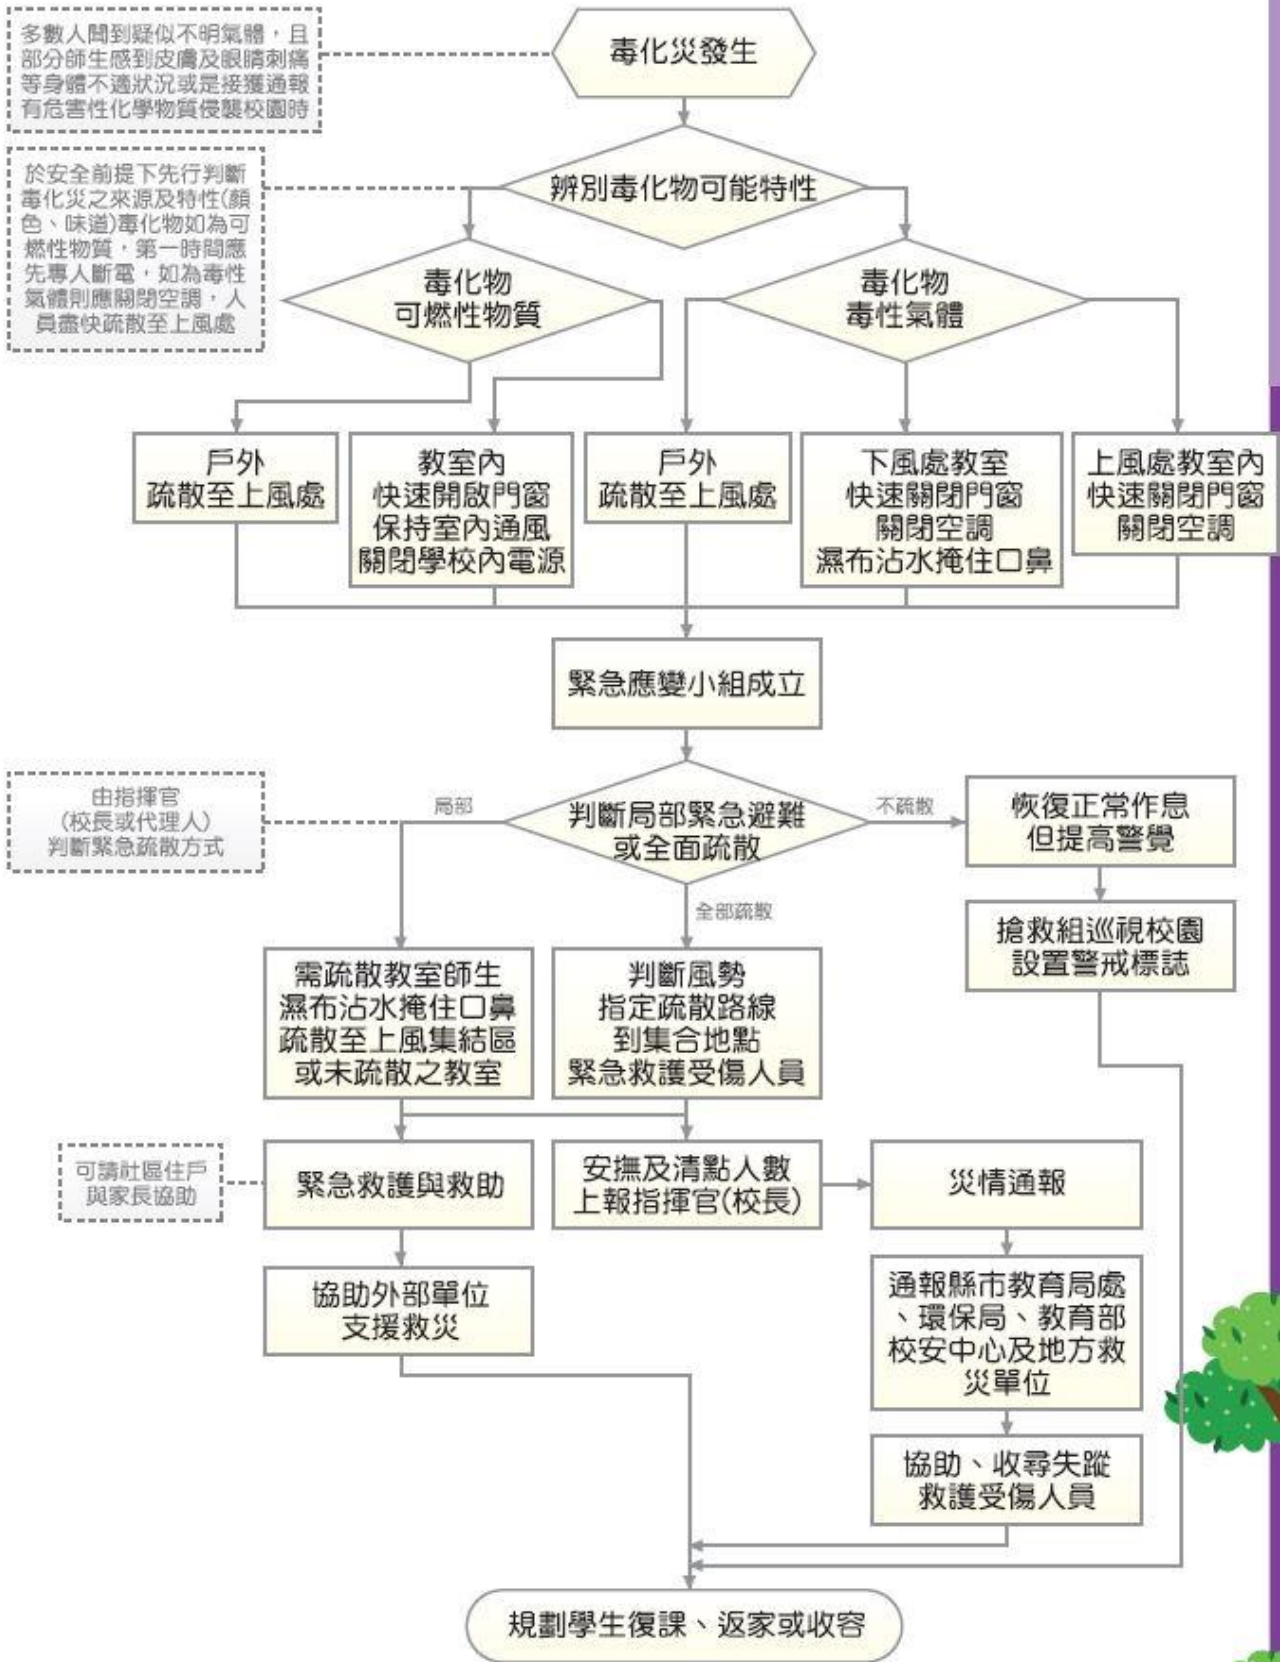 多數人聞到疑似不明氣體，且
部分師生感到皮膚及眼睛刺痛
等身體不適狀況或是接獲通報
有危害性化學物質侵襲校園時
毒化災發生
於安全前提下先行判斷
毒化災之來源及特性(顏
色、味道)毒化物如為可
燃性物質，第一時間應
先專人斷電，如為毒性
氣體則應關閉空調，人
員盡快疏散至上風處
辨別毒化物可能特性
毒化物
可燃性物質
毒化物
毒性氣體
戶外
疏散至上風處
教室內
快速開啟門窗
保持室內通風
關閉學校內電源
戶外
疏散至上風處
下風處教室
快速關閉門窗
關閉空調
濕布沾水掩住口鼻
上風處教室內
快速關閉門窗
關閉空調
緊急應變小組成立
由指揮官
(校長或代理人)
判斷緊急疏散方式
局部
判斷局部緊急避難
或全面疏散
不疏散
恢復正常作息
但提高警覺
全部疏散
搶救組巡視校園
設置警戒標誌
需疏散教室師生
濕布沾水掩住口鼻
疏散至上風集結區
或未疏散之教室
判斷風勢
指定疏散路線
到集合地點
緊急救護受傷人員
可請社區住戶
與家長協助
緊急救護與救助
安撫及清點人數
上報指揮官(校長)
災情通報
協助外部單位
支援救災
通報縣市教育局處
、環保局、教育部
校安中心及地方救
災單位
協助、收尋失蹤
救護受傷人員
規劃學生復課、返家或收容